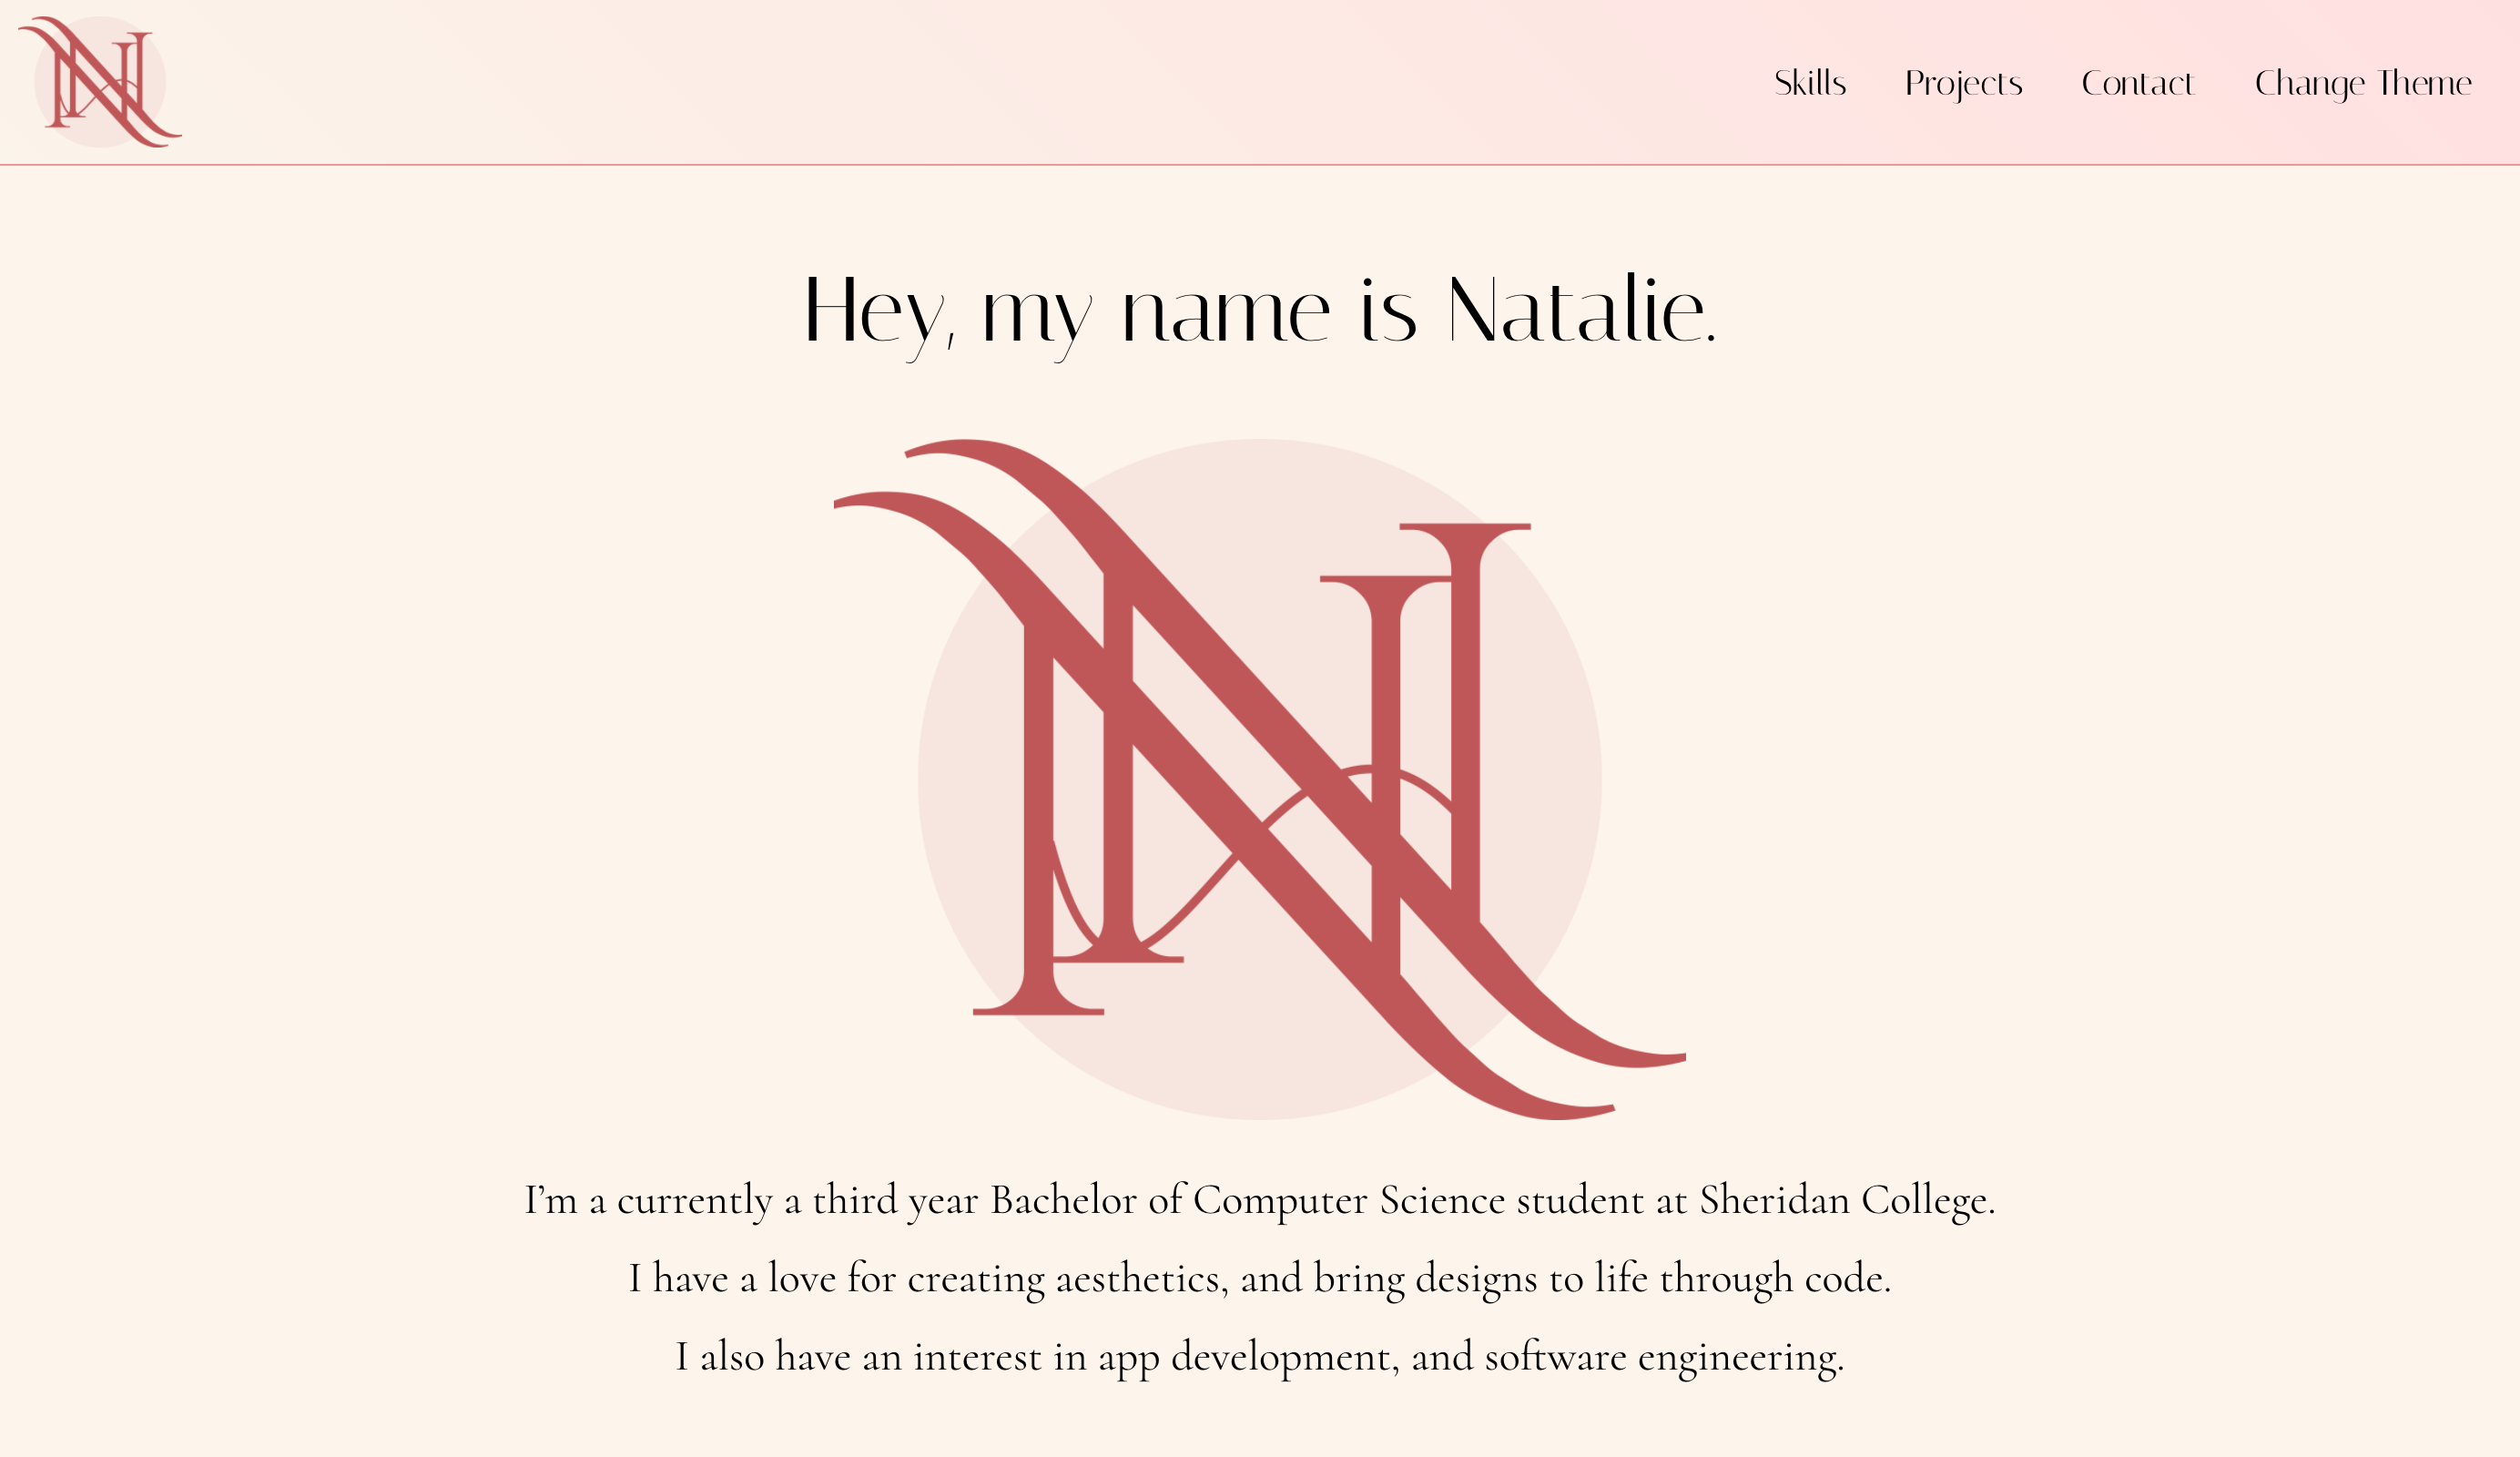 Skills Projects Contact Change Theme
Hey, my name is Natalie.
I’m a currently a third year Bachelor of Computer Science student at Sheridan College.
I have a love for creating aesthetics, and bring designs to life through code.
I also have an interest in app development, and software engineering.